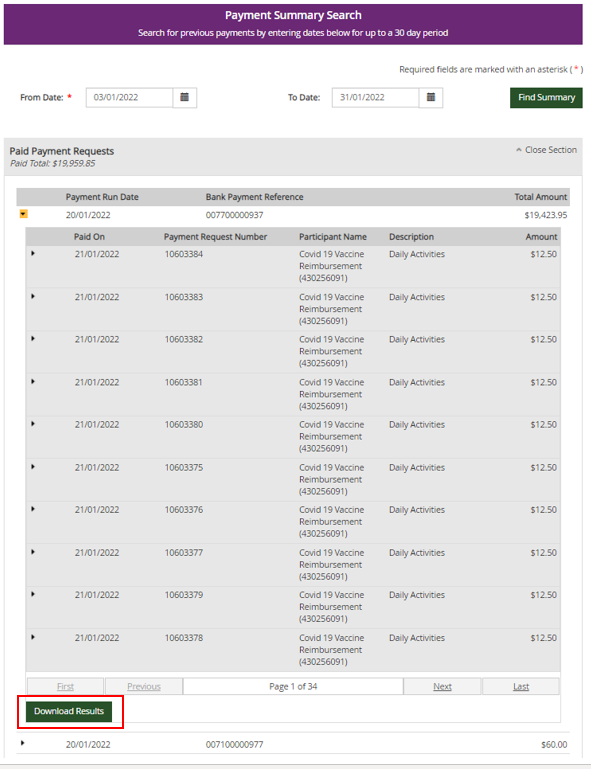 Payment Summary Search
Search for previous payments by entering dates below for up to a 30 day period
Required fields are marked with an asterisk ( * )
From Date: * 03/01/2022 To Date: 31/01/2022 Find Summary
Paid Payment Requests Close Section
Paid Total: $19,959.85
Payment Run Date Bank Payment Reference Total Amount
20/01/2022 007700000937 $19,423.95
Paid On Payment Request Number Participant Name Description Amount
21/01/2022 10603384 Covid 19 Vaccine Daily Activities $12.50
Reimbursement
(430256091)
21/01/2022 10603383 Covid 19 Vaccine Daily Activities $12.50
Reimbursement
(430256091)
21/01/2022 10603382 Covid 19 Vaccine Daily Activities $12.50
Reimbursement
(430256091)
21/01/2022 10603381 Covid 19 Vaccine Daily Activities $12.50
Reimbursement
(430256091)
21/01/2022 10603380 Covid 19 Vaccine Daily Activities $12.50
Reimbursement
(430256091)
21/01/2022 10603375 Covid 19 Vaccine Daily Activities $12.50
Reimbursement
(430256091)
21/01/2022 10603376 Covid 19 Vaccine Daily Activities $12.50
Reimbursement
(430256091)
21/01/2022 10603377 Covid 19 Vaccine Daily Activities $12.50
Reimbursement
(430256091)
21/01/2022 10603379 Covid 19 Vaccine Daily Activities $12.50
Reimbursement
(430256091)
21/01/2022 10603378 Covid 19 Vaccine Daily Activities $12.50
Reimbursement
(430256091)
First Previous Page 1 of 34 Next Last
Download Results
20/01/2022 007100000977 $60.00